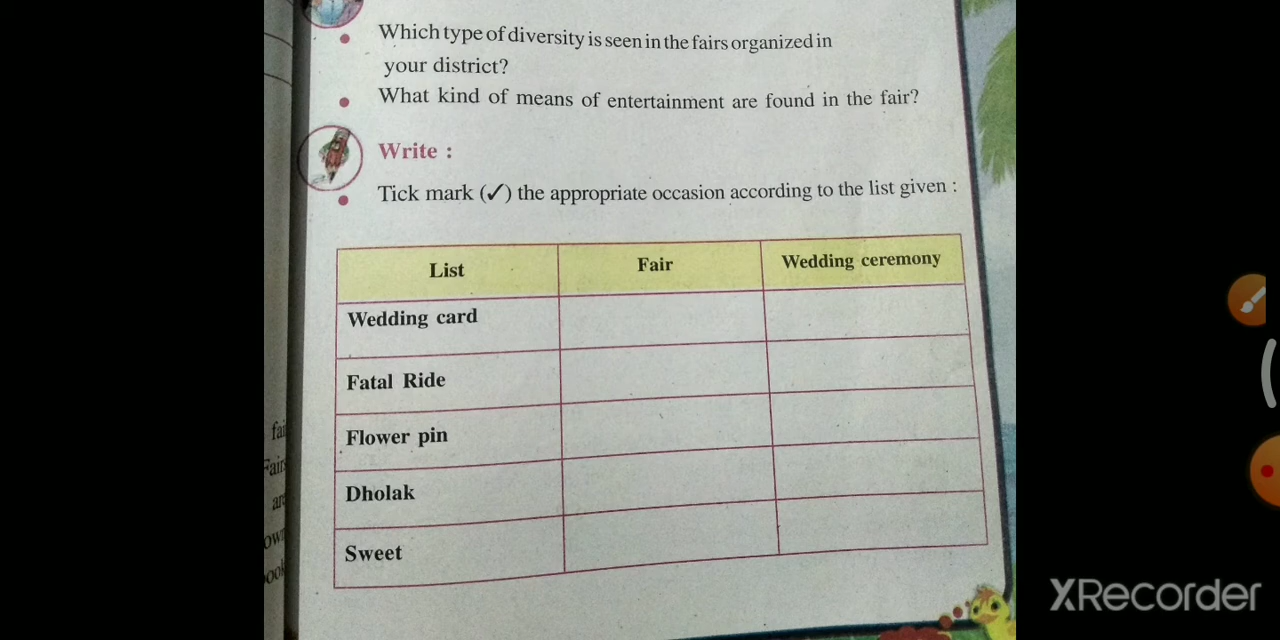 Which type of diversity is seen in the fairs organized in
your district?
What kind of means of entertainment are found in the fair?
Write :
Tick mark (✓) the appropriate occasion according to the list given :
List Fair Wedding ceremony
Wedding card
Fatal Ride
Flower pin
Dholak
Sweet
XRecorder